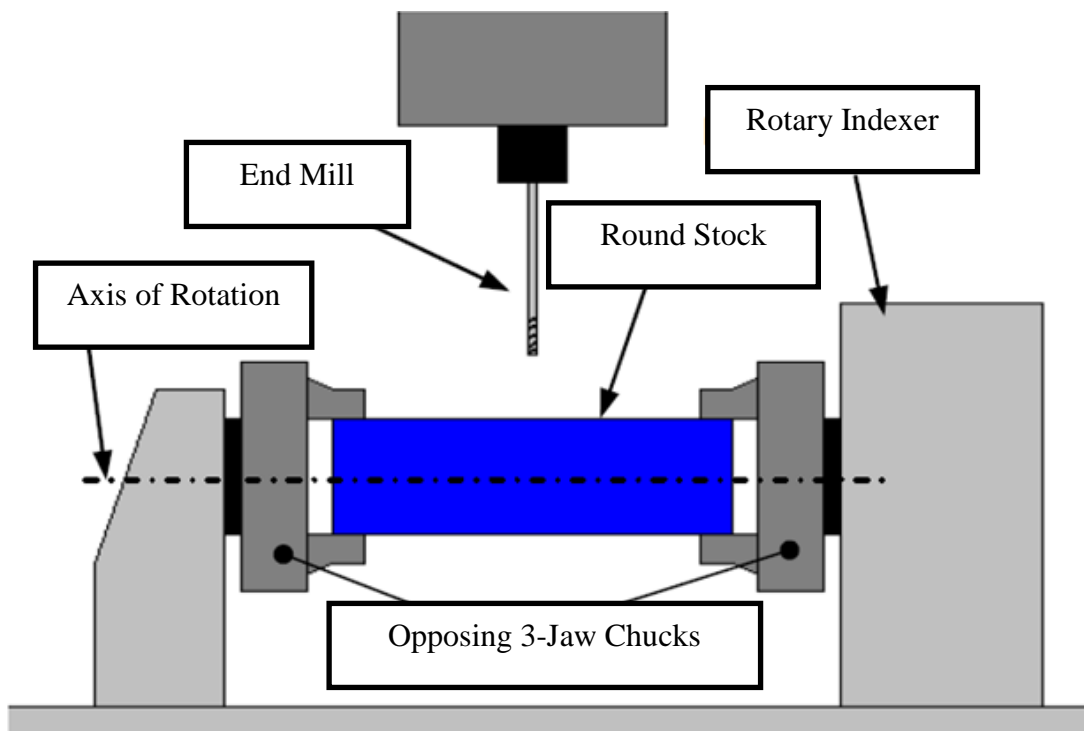 Rotary Indexer
End Mill
Round Stock
Axis of Rotation
Opposing 3-Jaw Chucks